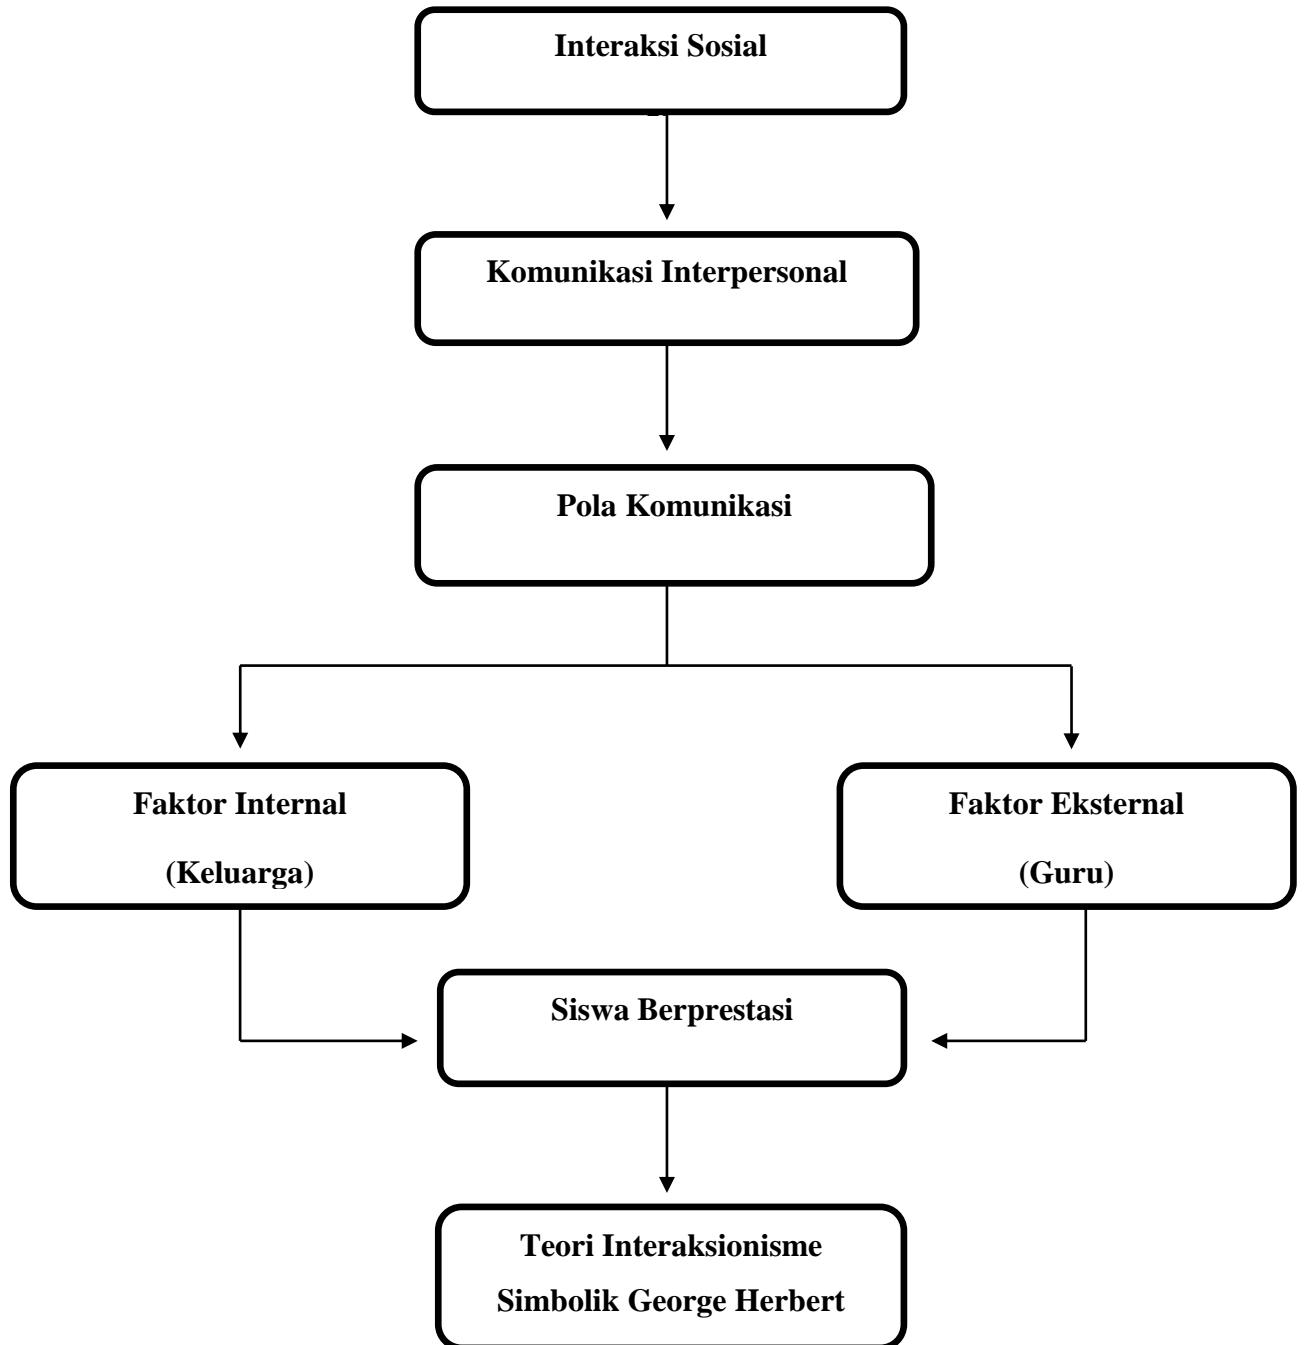 Interaksi Sosial
Komunikasi Interpersonal
Pola Komunikasi
Faktor Internal
(Keluarga)
Faktor Eksternal
(Guru)
Siswa Berprestasi
Teori Interaksionisme
Simbolik George Herbert